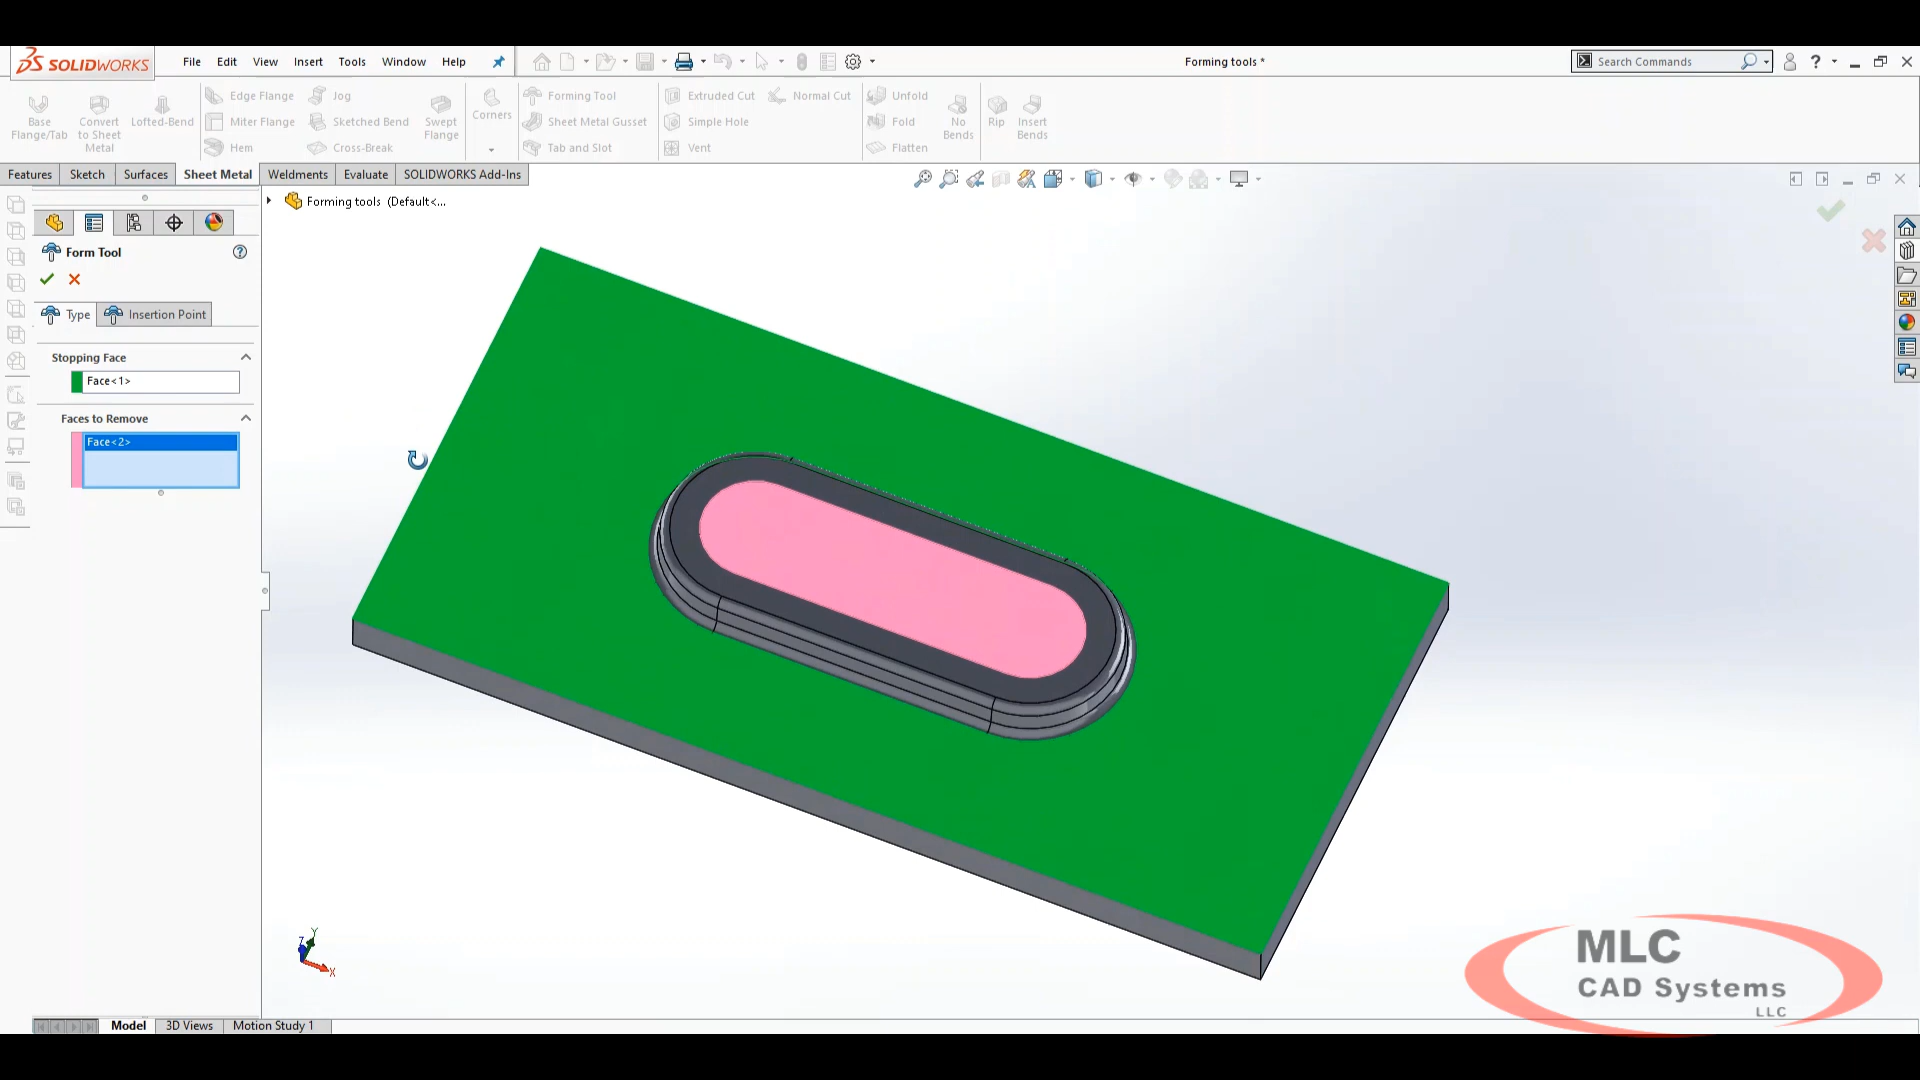 SOLIDWORKS File Edit View Insert Tools Window Help Forming tools * Search Commands ?
Base Flange/Tab
Convert to Sheet Metal
Lofted-Bend
Edge Flange
Miter Flange
Hem
Jog
Sketched Bend
Cross-Break
Swept Flange
Corners
Forming Tool
Sheet Metal Gusset
Tab and Slot
Extruded Cut
Simple Hole
Vent
Normal Cut
Unfold
Fold
Flatten
No Bends
Rip
Insert Bends
Features Sketch Surfaces Sheet Metal Weldments Evaluate SOLIDWORKS Add-Ins
Forming tools (Default<...
Form Tool ?
Type Insertion Point
Stopping Face
Face<1>
Faces to Remove
Face<2>
Z Y X
MLC
CAD Systems
LLC
Model 3D Views Motion Study 1